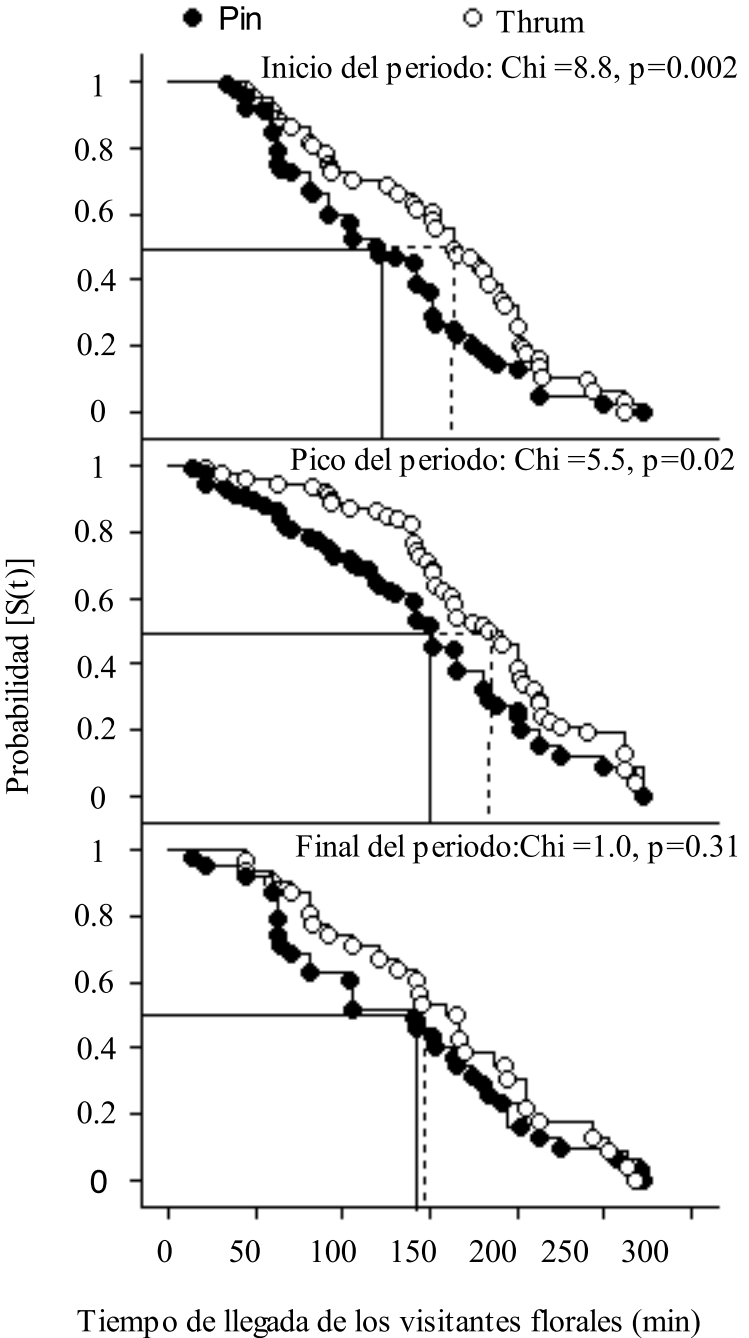 Pin
Thrum
Inicio del periodo: Chi =8.8, p=0.002
1
0.8
0.6
0.4
0.2
0
Pico del periodo: Chi =5.5, p=0.02
1
0.8
0.6
0.4
0.2
0
Final del periodo:Chi =1.0, p=0.31
1
0.8
0.6
0.4
0.2
0
Probabilidad [S(t)]
0 50 100 150 200 250 300
Tiempo de llegada de los visitantes florales (min)